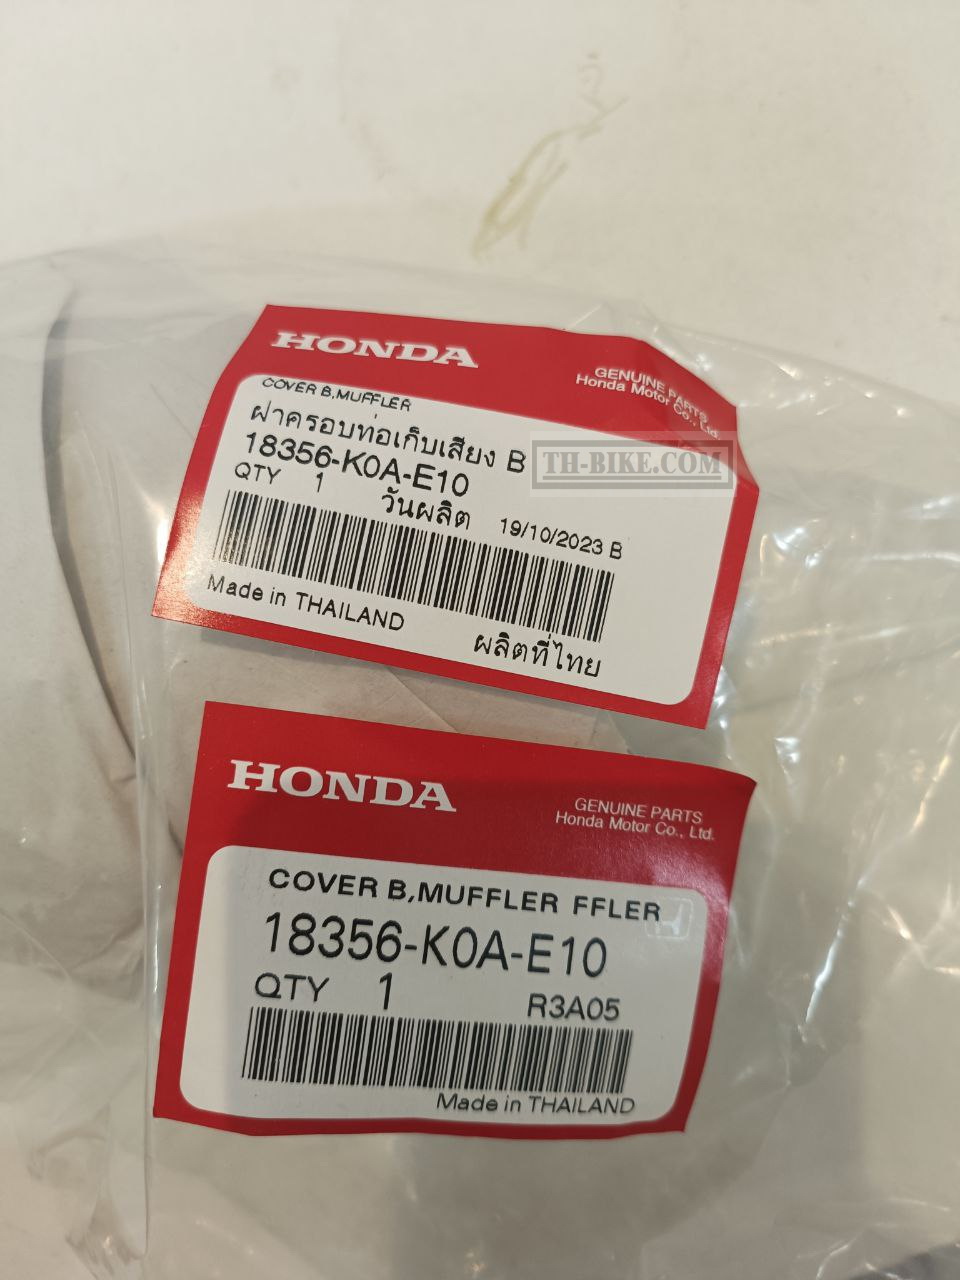 HONDA
GENUINE PARTS
Honda Motor Co., Ltd.
COVER B,MUFFLER
ฝาครอบท่อเก็บเสียง B
18356-K0A-E10
QTY 1
วันผลิต 19/10/2023 B
Made in THAILAND
ผลิตที่ไทย
TH-BIKE.COM
HONDA
GENUINE PARTS
Honda Motor Co., Ltd.
COVER B,MUFFLER FFLER
18356-K0A-E10
QTY 1 R3A05
Made in THAILAND